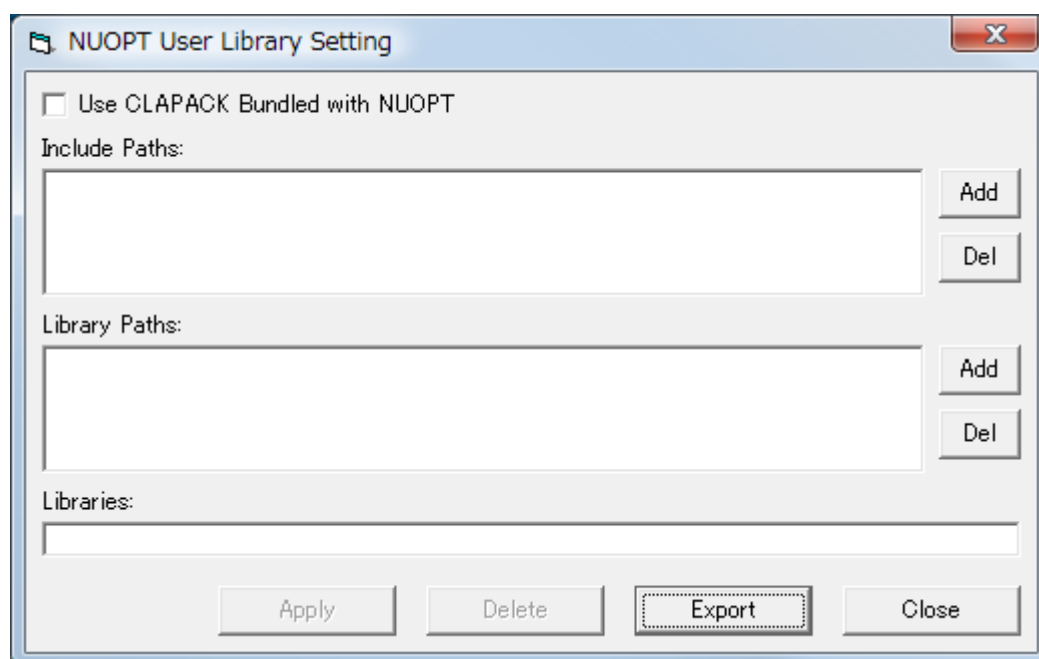 NUOPT User Library Setting
Use CLAPACK Bundled with NUOPT
Include Paths:
Add
Del
Library Paths:
Add
Del
Libraries:
Apply Delete Export Close